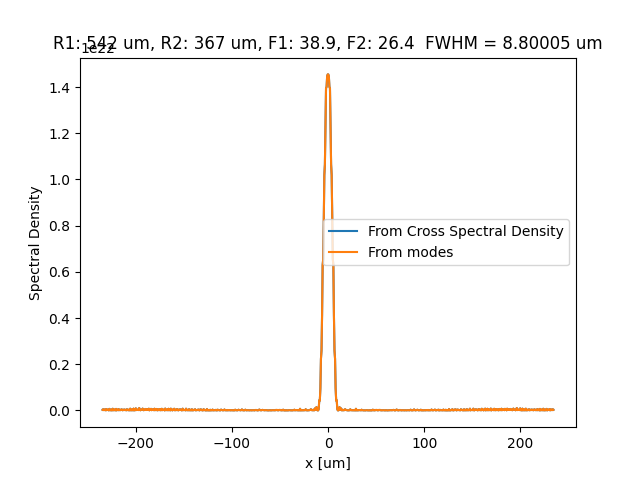 R1: 542 um, R2: 367 um, F1: 38.9, F2: 26.4  FWHM = 8.80005 um
1e22
1.4
1.2
1.0
0.8
0.6
0.4
0.2
0.0
Spectral Density
From Cross Spectral Density
From modes
−200
−100
0
100
200
x [um]